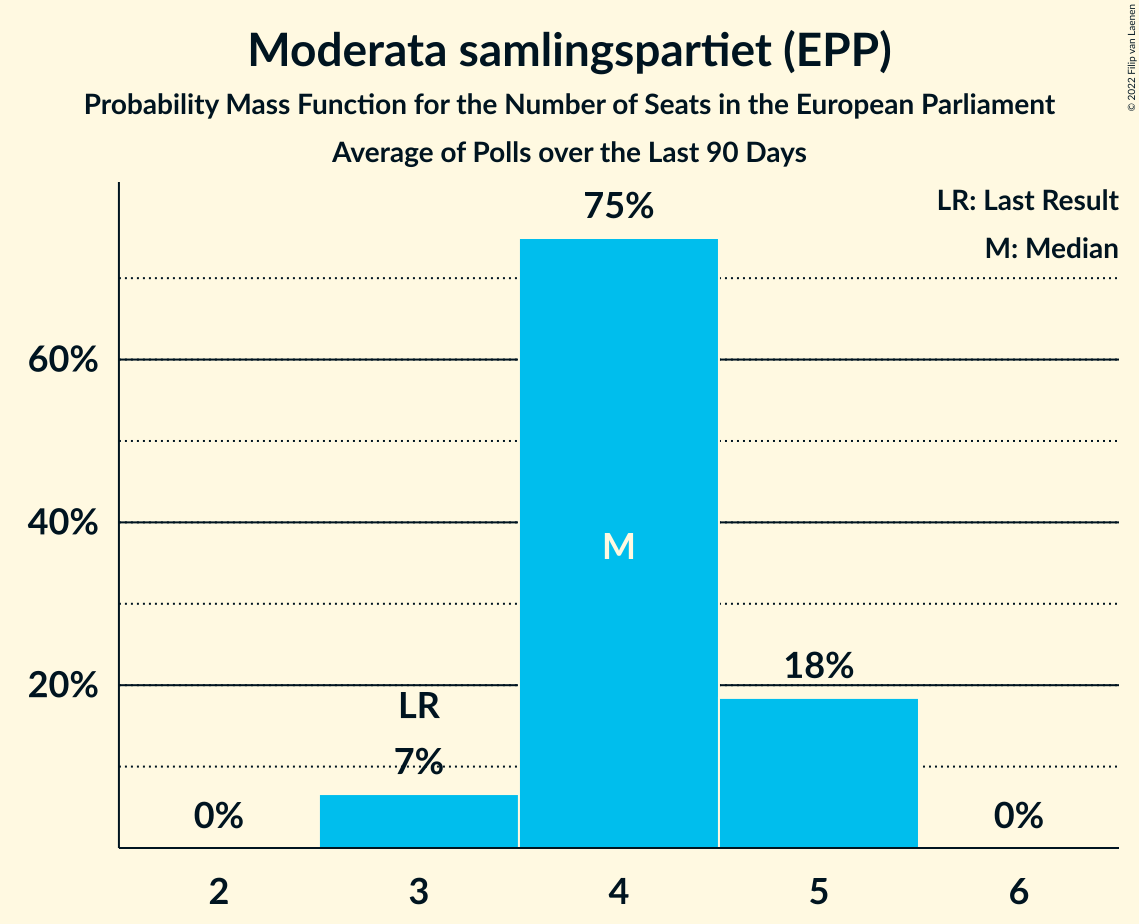 Moderata samlingspartiet (EPP)
Probability Mass Function for the Number of Seats in the European Parliament
Average of Polls over the Last 90 Days
© 2022 Filip van Laenen
LR: Last Result
M: Median
75%
60%
40%
M
20%
18%
LR
7%
0%
0%
2 3 4 5 6